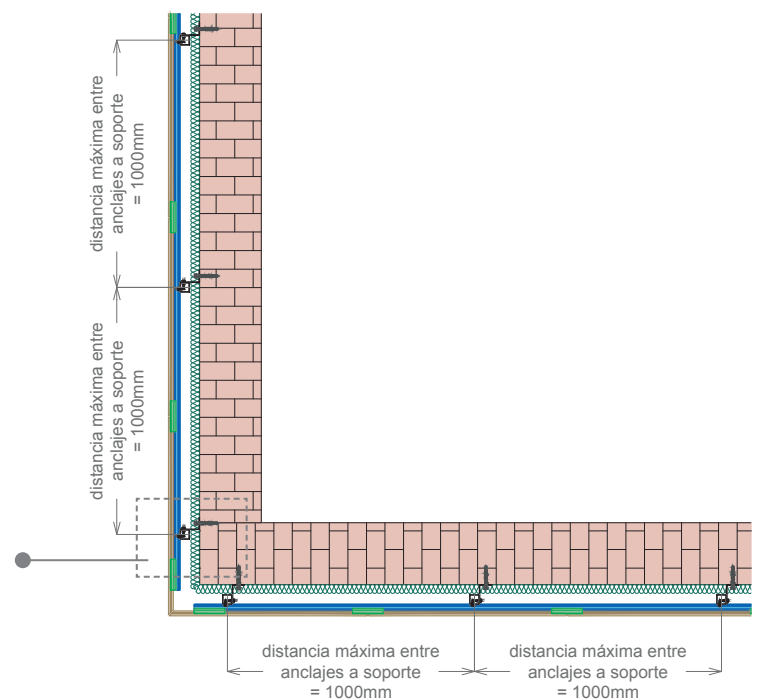 distancia máxima entre
anclajes a soporte
= 1000mm
distancia máxima entre
anclajes a soporte
= 1000mm
distancia máxima entre
anclajes a soporte
= 1000mm
distancia máxima entre
anclajes a soporte
= 1000mm